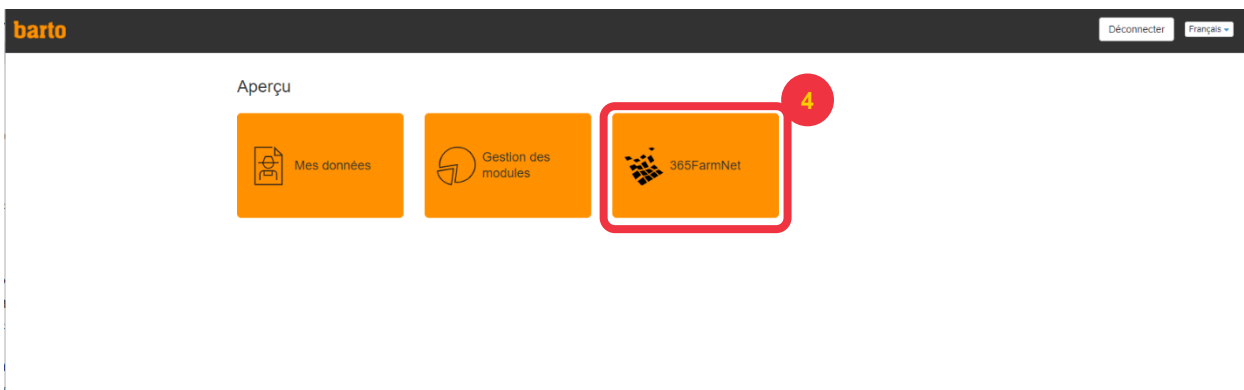 barto
Déconnecter
Français
Aperçu
4
Mes données
Gestion des
modules
365FarmNet